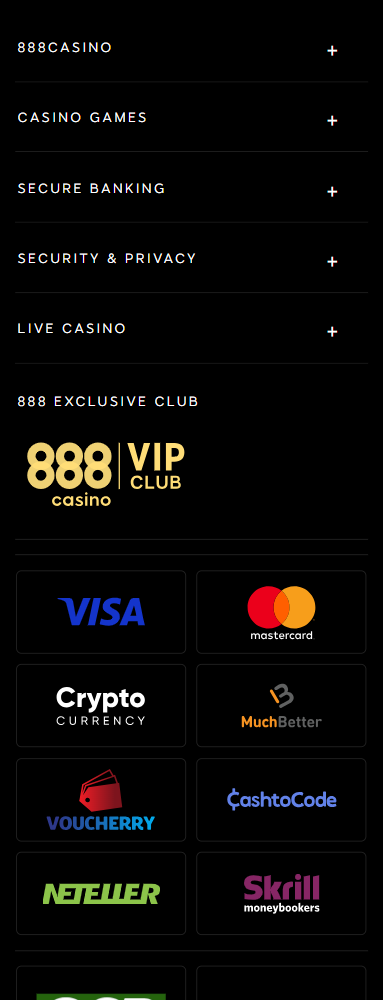 888CASINO +
CASINO GAMES +
SECURE BANKING +
SECURITY & PRIVACY +
LIVE CASINO +
888 EXCLUSIVE CLUB
888 VIP
CLUB
casino
VISA mastercard
Crypto
CURRENCY MuchBetter
VOUCHERRY CashtoCode
NETELLER Skrill
moneybookers